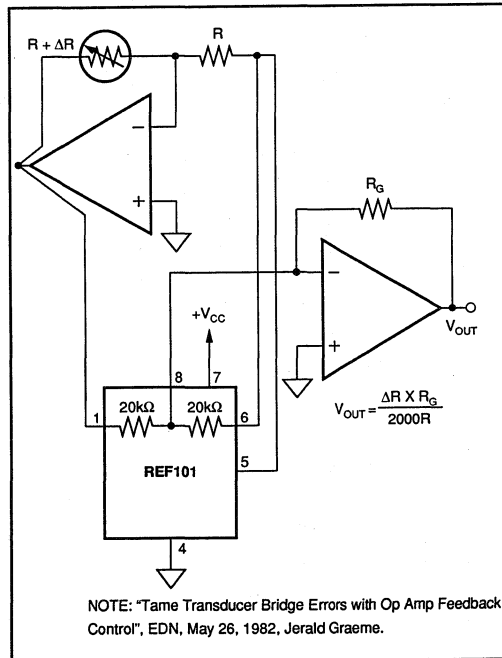 R + ΔR
R
−
+
R_G
−
+
V_OUT
+V_CC
8
7
1
20kΩ
20kΩ
6
5
REF101
4
V_OUT = ΔR X R_G / 2000R
NOTE: "Tame Transducer Bridge Errors with Op Amp Feedback
Control", EDN, May 26, 1982, Jerald Graeme.